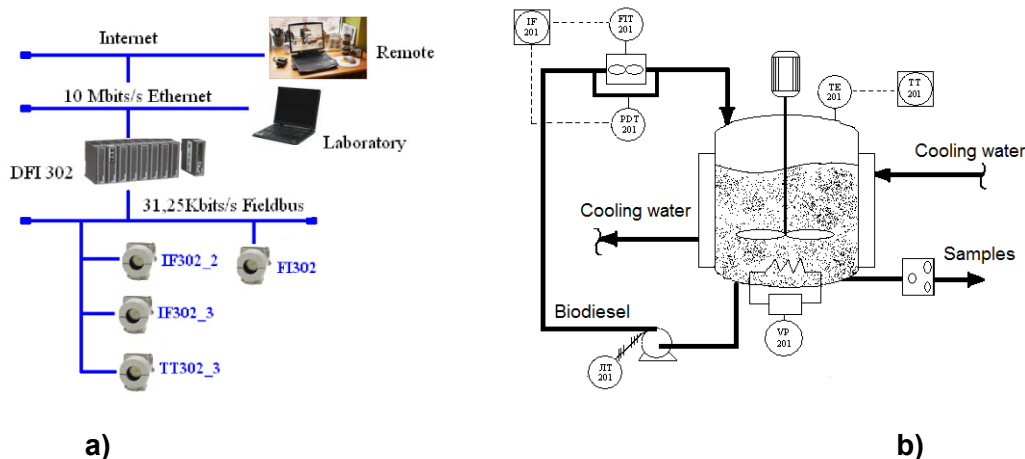 Internet
Remote
10 Mbits/s Ethernet
Laboratory
DFI 302
31,25Kbits/s Fieldbus
IF302_2
FI302
IF302_3
TT302_3
a)
IF
201
FIT
201
PDT
201
TE
201
TT
201
Cooling water
Cooling water
Samples
Biodiesel
VP
201
JIT
201
b)